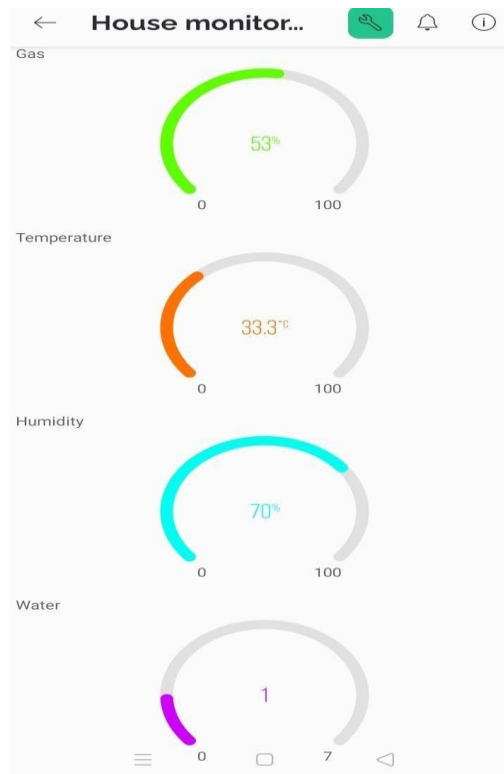 House monitor...
Gas
53%
0 100
Temperature
33.3°C
0 100
Humidity
70%
0 100
Water
1
0 7